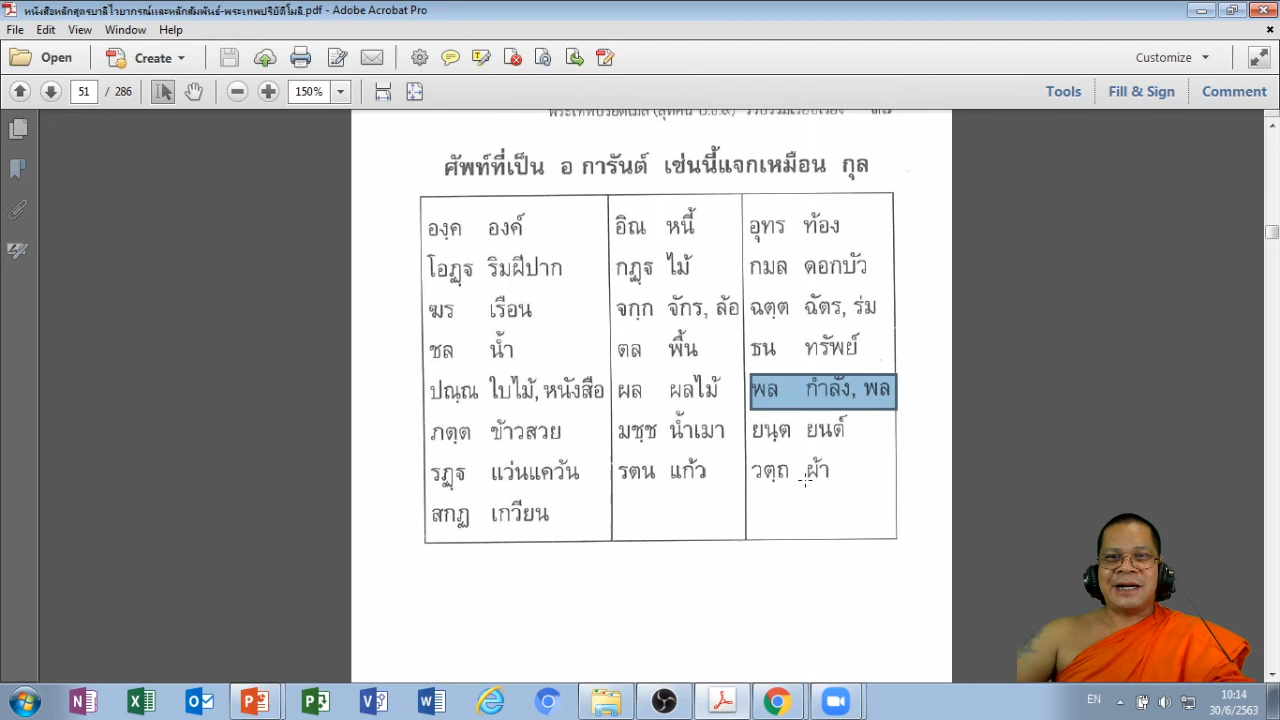 หนังสือหลักสูตรบาลีไวยากรณ์และหลักสัมพันธ์-พระเทพปริยัติโมลี.pdf - Adobe Acrobat Pro
File Edit View Window Help
Open Create Customize
51 / 286 150% Tools Fill & Sign Comment
ศัพท์ที่เป็น อ การันต์ เช่นนี้แจกเหมือน กุล
องฺค องค์ อิณ หนี้ อุทร ท้อง
โอฏฺฐ ริมฝีปาก กฏฺฐ ไม้ กมล ดอกบัว
ฆร เรือน จกฺก จักร, ล้อ ฉตฺต ฉัตร, ร่ม
ชล น้ำ ตล พื้น ธน ทรัพย์
ปณฺณ ใบไม้, หนังสือ ผล ผลไม้ พล กำลัง, พล
ภตฺต ข้าวสวย มชฺช น้ำเมา ยนฺต ยนต์
รฏฺฐ แว่นแคว้น รตน แก้ว วตฺถ ผ้า
สกฏ เกวียน
EN 10:14
30/6/2563